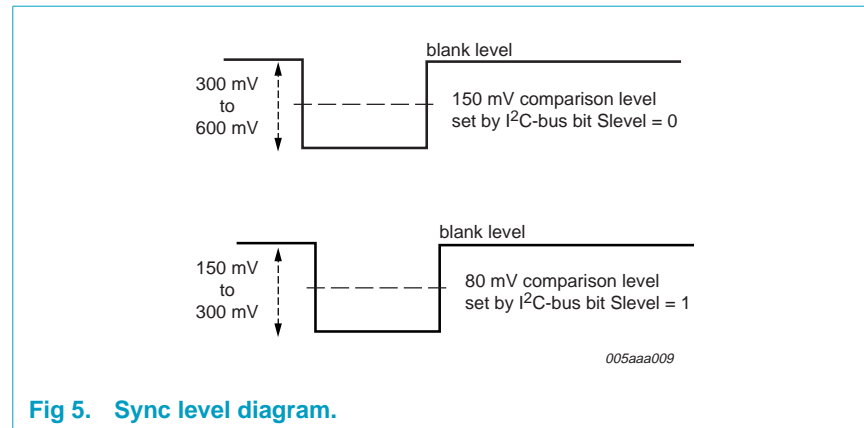 blank level
300 mV
to
600 mV
150 mV comparison level
set by I²C-bus bit Slevel = 0
blank level
150 mV
to
300 mV
80 mV comparison level
set by I²C-bus bit Slevel = 1
005aaa009
Fig 5. Sync level diagram.